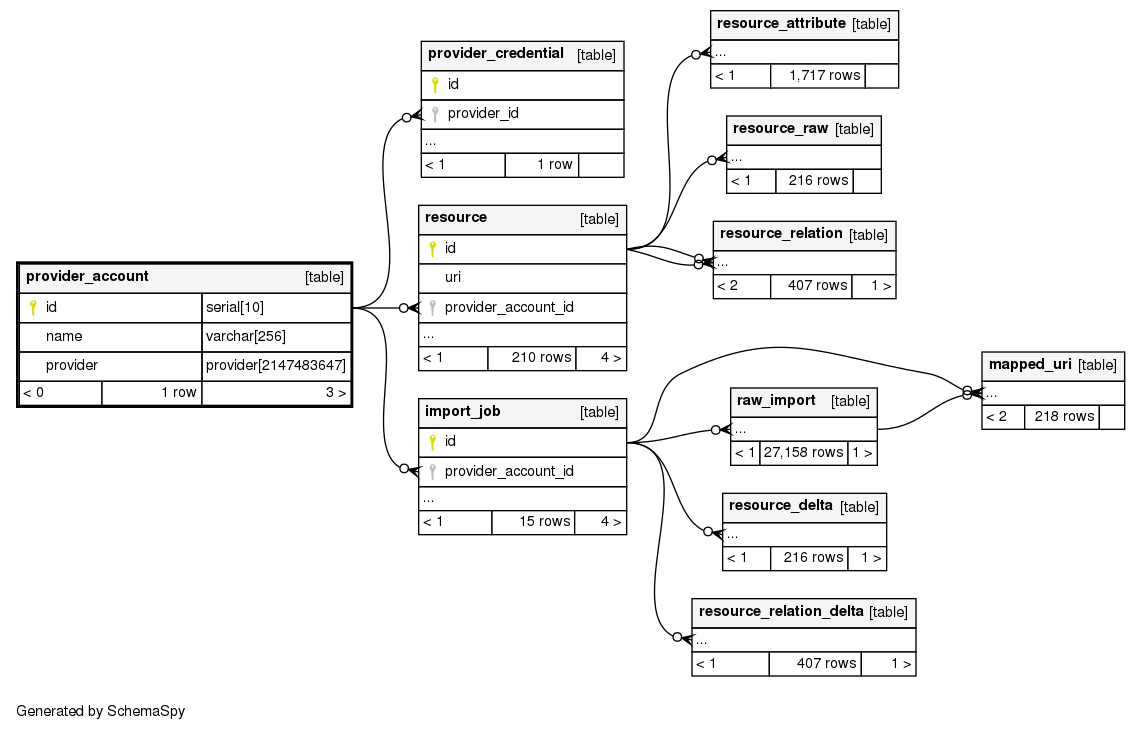 provider_account [table]
id serial[10]
name varchar[256]
provider provider[2147483647]
< 0 1 row 3 >
provider_credential [table]
id
provider_id
...
< 1 1 row
resource [table]
id
uri
provider_account_id
...
< 1 210 rows 4 >
import_job [table]
id
provider_account_id
...
< 1 15 rows 4 >
resource_attribute [table]
...
< 1 1,717 rows
resource_raw [table]
...
< 1 216 rows
resource_relation [table]
...
< 2 407 rows 1 >
raw_import [table]
...
< 1 27,158 rows 1 >
resource_delta [table]
...
< 1 216 rows 1 >
resource_relation_delta [table]
...
< 1 407 rows 1 >
mapped_uri [table]
...
< 2 218 rows
Generated by SchemaSpy